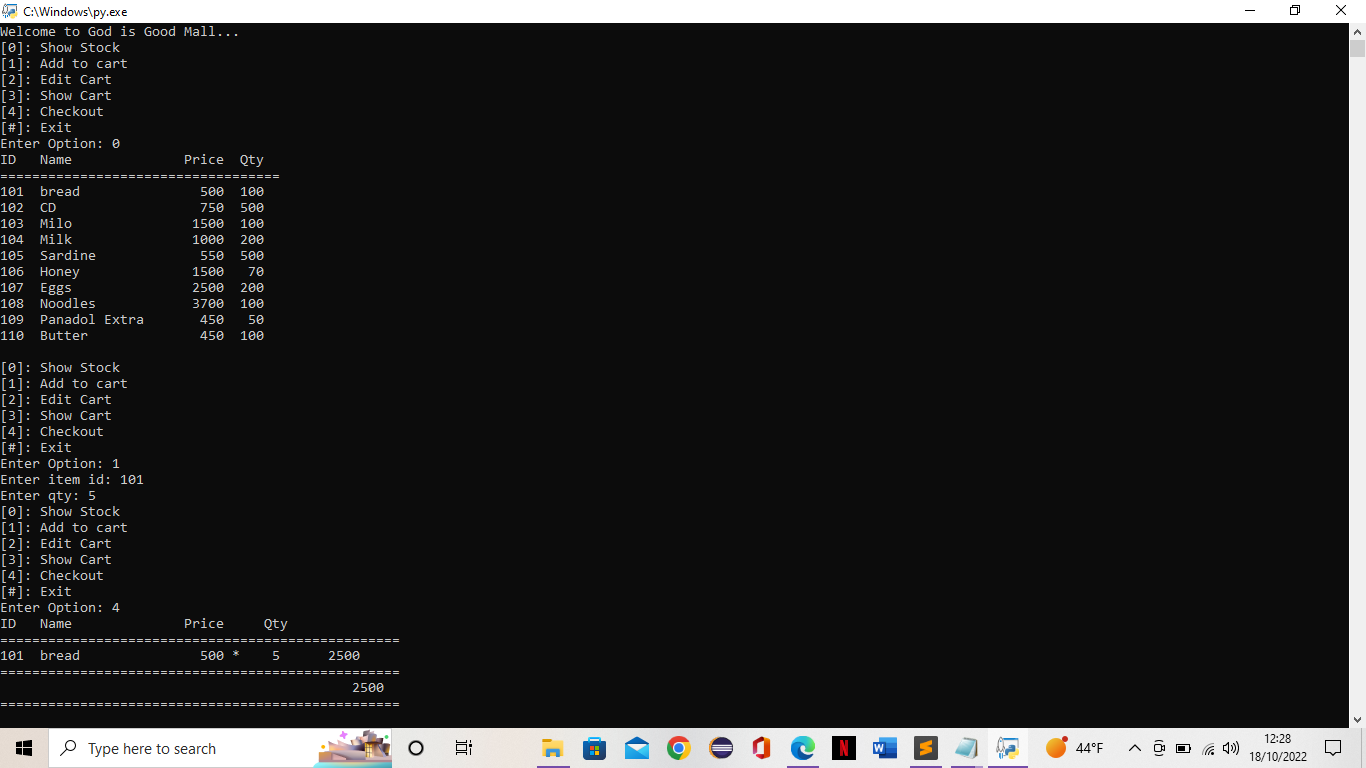 C:\Windows\py.exe
Welcome to God is Good Mall...
[0]: Show Stock
[1]: Add to cart
[2]: Edit Cart
[3]: Show Cart
[4]: Checkout
[#]: Exit
Enter Option: 0
ID   Name              Price  Qty
===================================
101  bread               500  100
102  CD                  750  500
103  Milo               1500  100
104  Milk               1000  200
105  Sardine             550  500
106  Honey              1500   70
107  Eggs               2500  200
108  Noodles            3700  100
109  Panadol Extra       450   50
110  Butter              450  100
[0]: Show Stock
[1]: Add to cart
[2]: Edit Cart
[3]: Show Cart
[4]: Checkout
[#]: Exit
Enter Option: 1
Enter item id: 101
Enter qty: 5
[0]: Show Stock
[1]: Add to cart
[2]: Edit Cart
[3]: Show Cart
[4]: Checkout
[#]: Exit
Enter Option: 4
ID   Name              Price     Qty
==================================================
101  bread               500 *    5      2500
==================================================
                                            2500
==================================================
Type here to search
N
W
S
44°F
12:28
18/10/2022